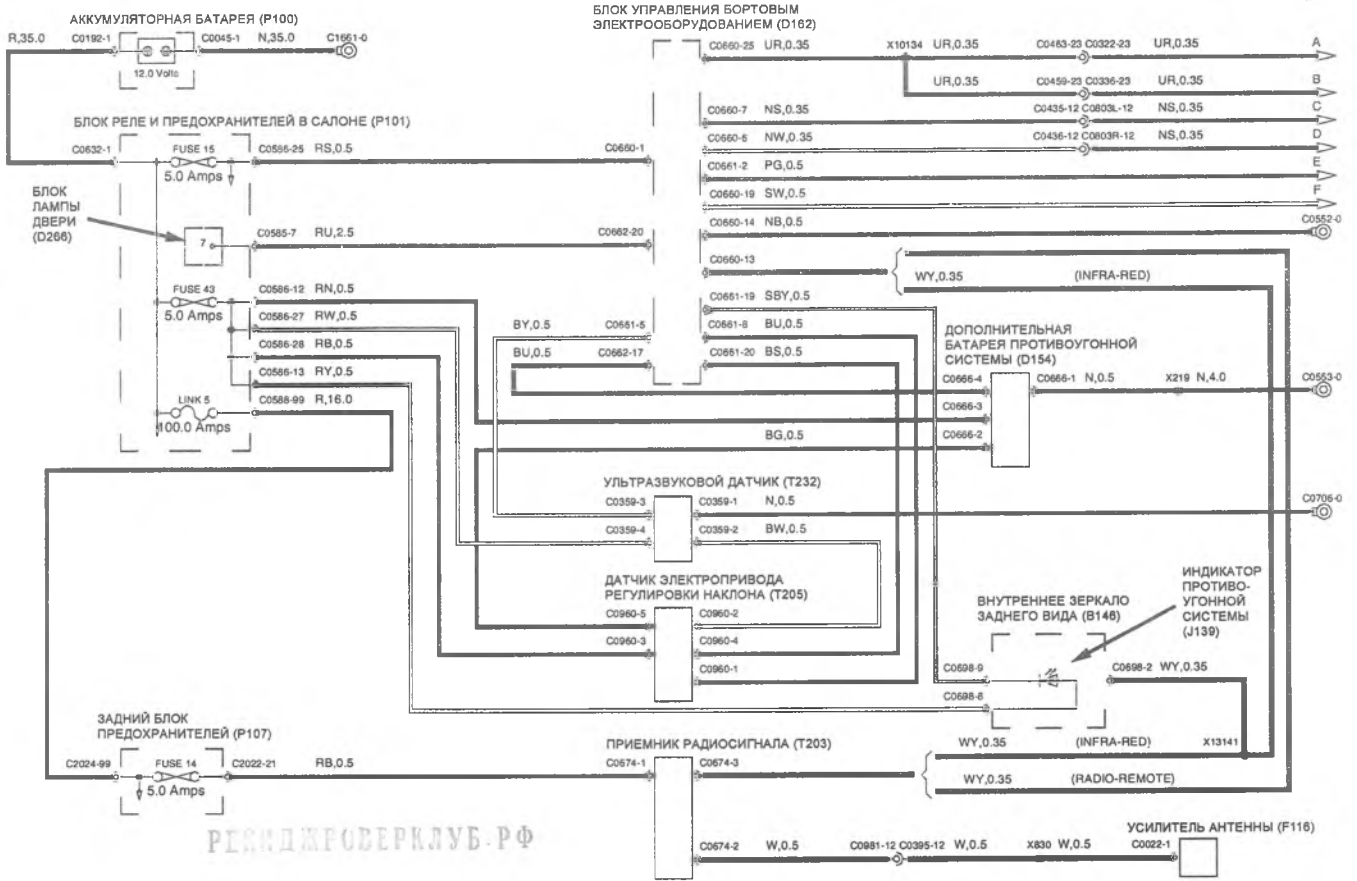 АККУМУЛЯТОРНАЯ БАТАРЕЯ (P100)
R,35.0 C0192-1 C0045-1 N,35.0 C1661-0
12.0 Volts
БЛОК УПРАВЛЕНИЯ БОРТОВЫМ
ЭЛЕКТРООБОРУДОВАНИЕМ (D162)
C0660-25 UR,0.35 X10134 UR,0.35 C0463-23 C0322-23 UR,0.35 A
UR,0.35 C0459-23 C0336-23 UR,0.35 B
C0660-7 NS,0.35 C0435-12 C0803L-12 NS,0.35 C
C0660-6 NW,0.35 C0436-12 C0803R-12 NS,0.35 D
C0661-2 PG,0.5 E
C0660-19 SW,0.5 F
C0660-14 NB,0.5 C0552-0
C0660-13
WY,0.35 (INFRA-RED)
C0661-19 SBY,0.5
C0661-8 BU,0.5
C0661-20 BS,0.5
БЛОК РЕЛЕ И ПРЕДОХРАНИТЕЛЕЙ В САЛОНЕ (P101)
C0632-1 FUSE 15 C0586-25 RS,0.5 C0660-1
5.0 Amps
БЛОК
ЛАМПЫ
ДВЕРИ
(D266)
7 C0585-7 RU,2.5 C0662-20
FUSE 43 C0586-12 RN,0.5
5.0 Amps
C0586-27 RW,0.5
C0586-28 RB,0.5
C0586-13 RY,0.5
LINK 5 C0588-99 R,16.0
100.0 Amps
BY,0.5 C0661-5
BU,0.5 C0662-17
ДОПОЛНИТЕЛЬНАЯ
БАТАРЕЯ ПРОТИВОУГОННОЙ
СИСТЕМЫ (D154)
C0666-4 C0666-1 N,0.5 X219 N,4.0 C0553-0
C0666-3
BG,0.5 C0666-2
УЛЬТРАЗВУКОВОЙ ДАТЧИК (T232)
C0359-3 C0359-1 N,0.5 C0706-0
C0359-4 C0359-2 BW,0.5
ДАТЧИК ЭЛЕКТРОПРИВОДА
РЕГУЛИРОВКИ НАКЛОНА (T205)
C0960-5 C0960-2
C0960-3 C0960-4
C0960-1
ВНУТРЕННЕЕ ЗЕРКАЛО
ЗАДНЕГО ВИДА (B146)
ИНДИКАТОР
ПРОТИВО-
УГОННОЙ
СИСТЕМЫ
(J139)
C0698-9 C0698-2 WY,0.35
C0698-8
ЗАДНИЙ БЛОК
ПРЕДОХРАНИТЕЛЕЙ (P107)
C2024-99 FUSE 14 C2022-21 RB,0.5
5.0 Amps
ПРИЕМНИК РАДИОСИГНАЛА (T203)
C0674-1 C0674-3
WY,0.35 (INFRA-RED) X13141
WY,0.35 (RADIO-REMOTE)
УСИЛИТЕЛЬ АНТЕННЫ (F116)
C0674-2 W,0.5 C0981-12 C0395-12 W,0.5 X830 W,0.5 C0022-1
РЕЕНДЖРОВЕРКЛУБ.РФ